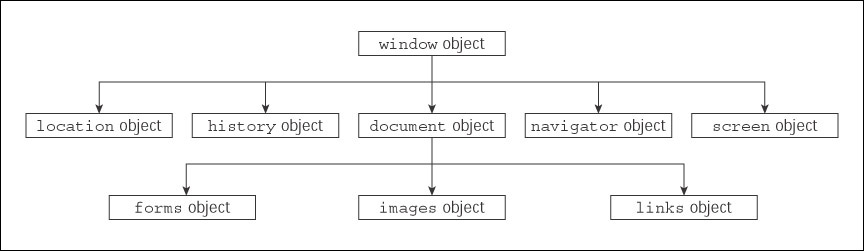 window object
location object
history object
document object
navigator object
screen object
forms object
images object
links object